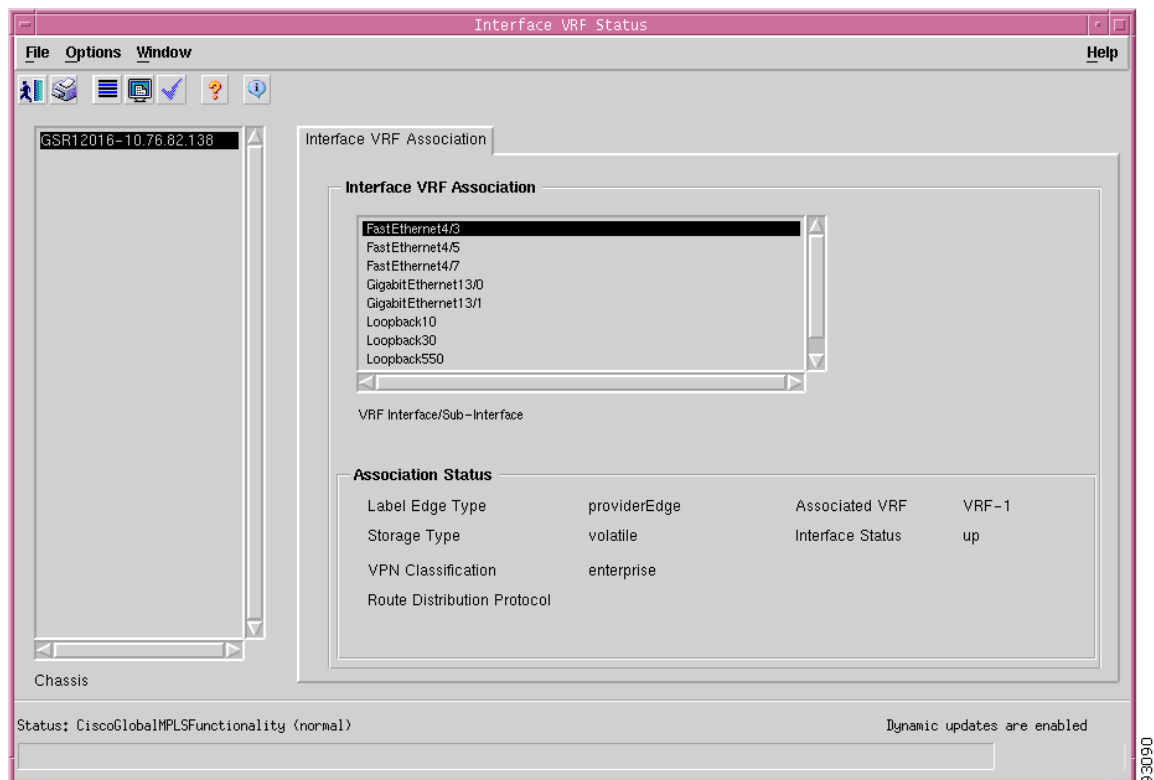 Interface VRF Status
File Options Window Help
GSR12016-10.76.82.138
Interface VRF Association
Interface VRF Association
FastEthernet4/3
FastEthernet4/5
FastEthernet4/7
GigabitEthernet13/0
GigabitEthernet13/1
Loopback10
Loopback30
Loopback550
VRF Interface/Sub-Interface
Association Status
Label Edge Type providerEdge Associated VRF VRF-1
Storage Type volatile Interface Status up
VPN Classification enterprise
Route Distribution Protocol
Chassis
Status: CiscoGlobalMPLSFunctionality (normal) Dynamic updates are enabled